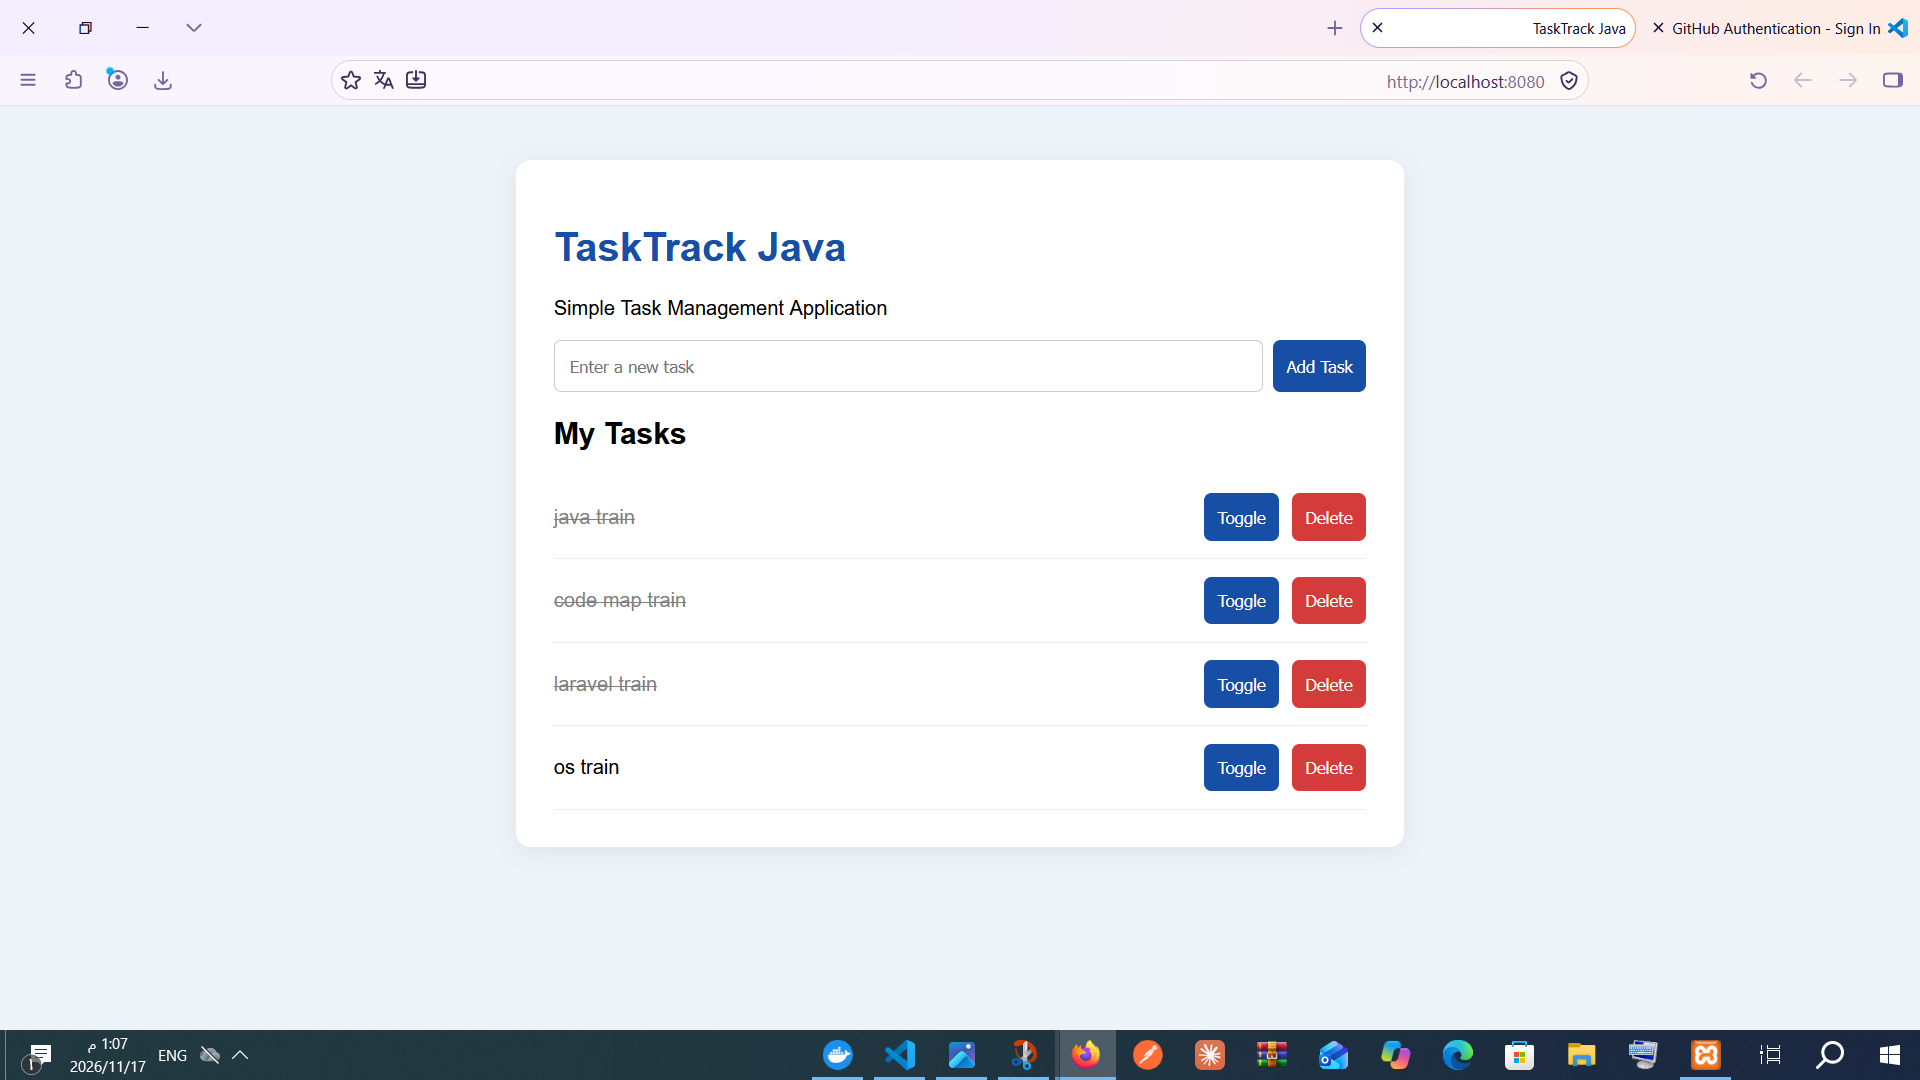 TaskTrack Java
GitHub Authentication - Sign In
http://localhost:8080
TaskTrack Java
Simple Task Management Application
Enter a new task
Add Task
My Tasks
java train
Toggle
Delete
code map train
Toggle
Delete
laravel train
Toggle
Delete
os train
Toggle
Delete
1:07 م
2026/11/17
ENG
١